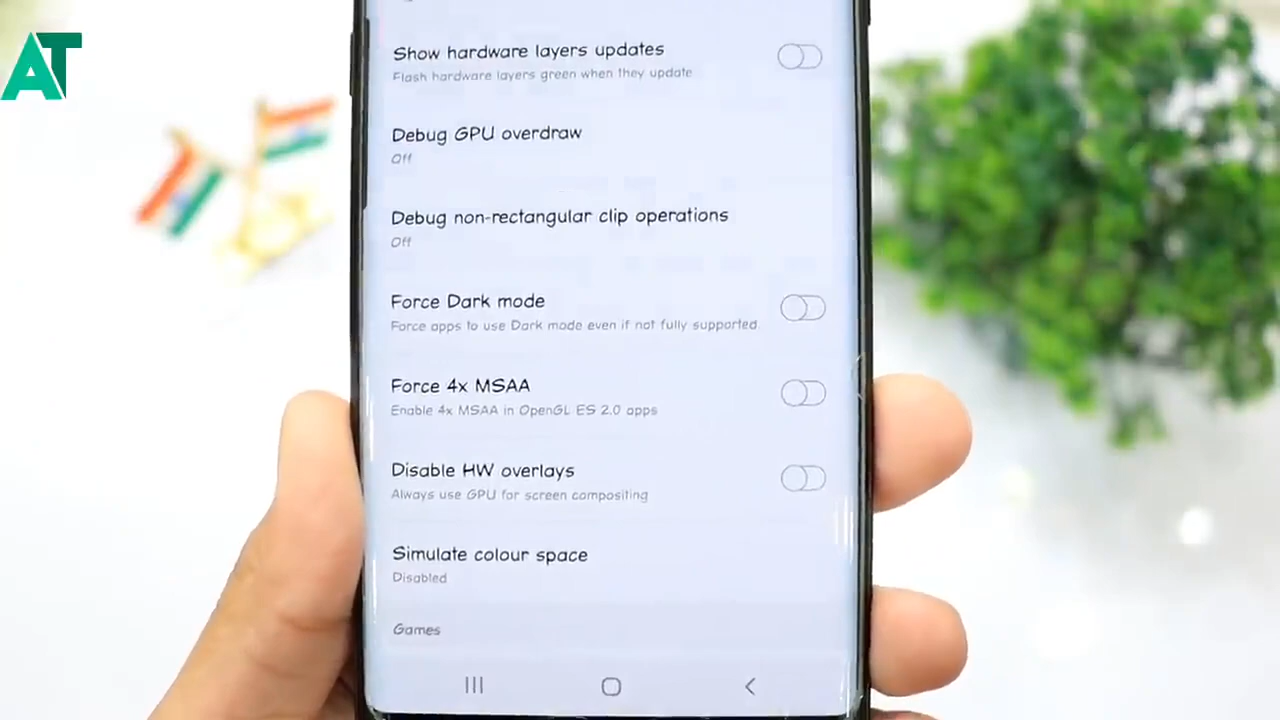 AT
Show hardware layers updates
Flash hardware layers green when they update
Debug GPU overdraw
Off
Debug non-rectangular clip operations
Off
Force Dark mode
Force apps to use Dark mode even if not fully supported
Force 4x MSAA
Enable 4x MSAA in OpenGL ES 2.0 apps
Disable HW overlays
Always use GPU for screen compositing
Simulate colour space
Disabled
Games